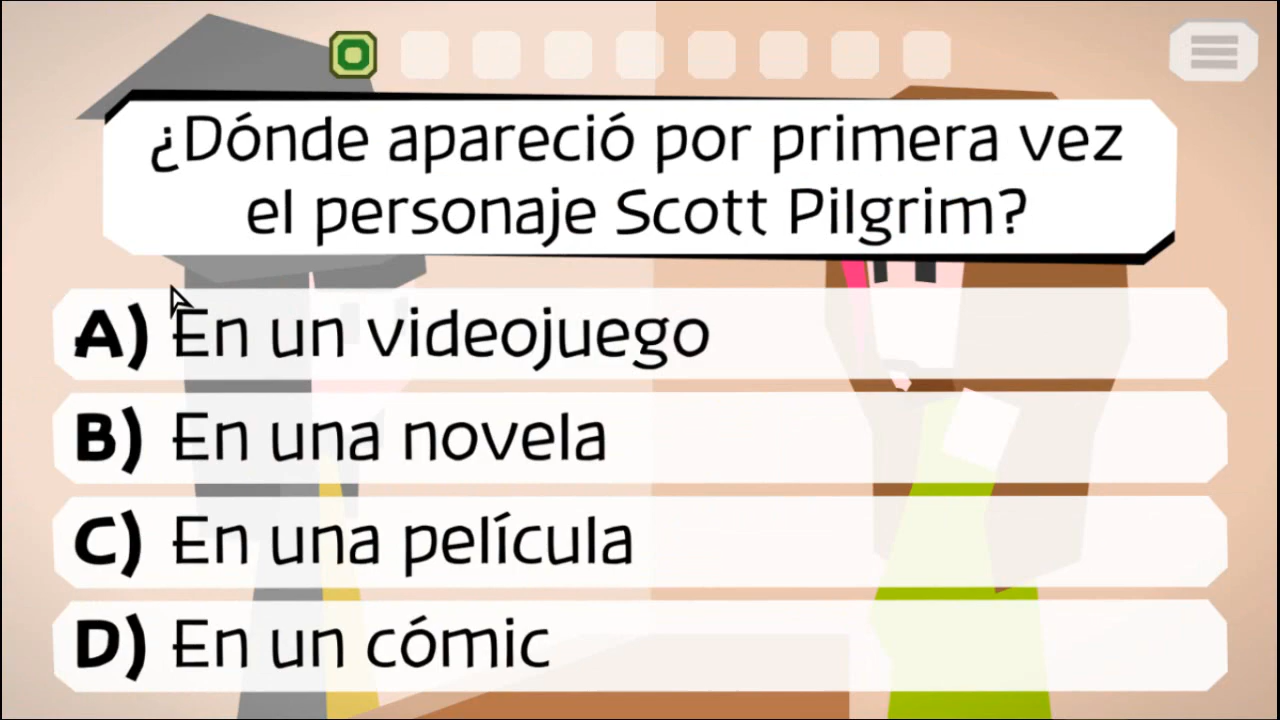 ¿Dónde apareció por primera vez
el personaje Scott Pilgrim?
A) En un videojuego
B) En una novela
C) En una película
D) En un cómic